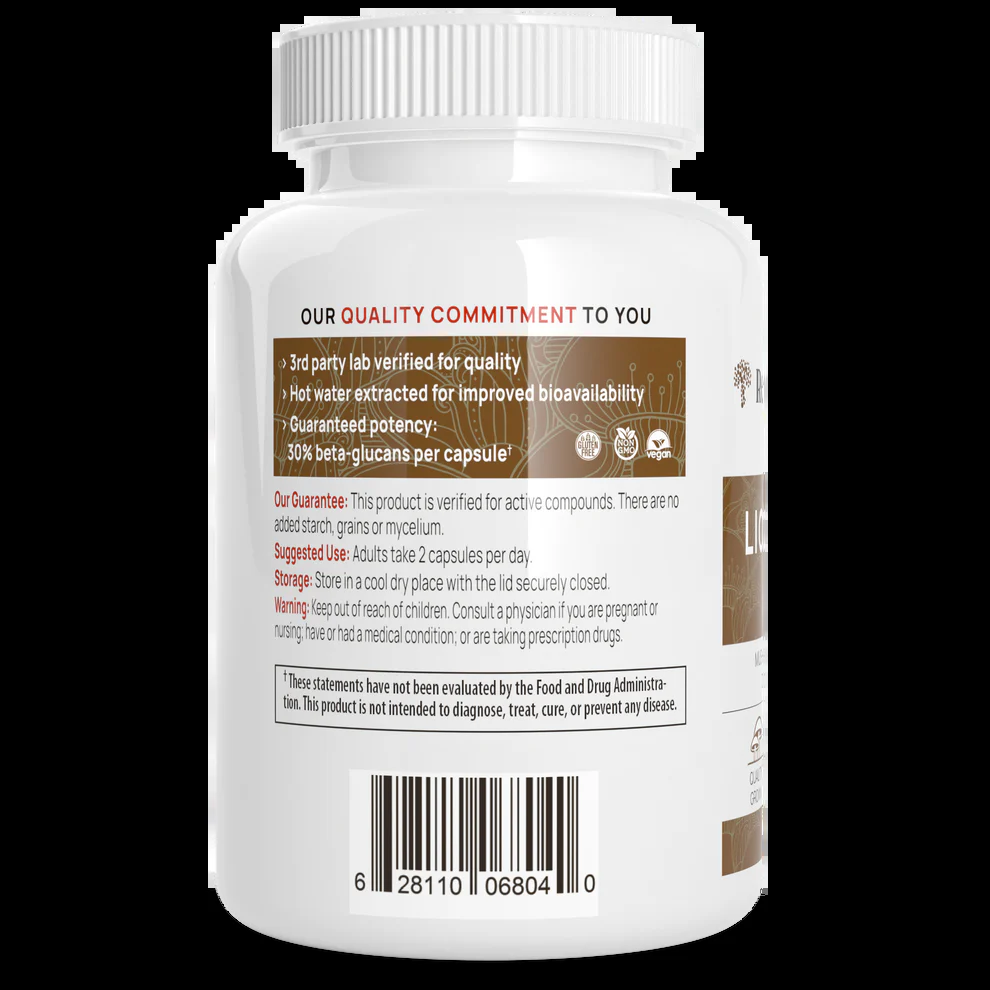 OUR QUALITY COMMITMENT TO YOU
› 3rd party lab verified for quality
› Hot water extracted for improved bioavailability
› Guaranteed potency:
30% beta-glucans per capsule†
GLUTEN
FREE
NON
GMO
vegan
Our Guarantee: This product is verified for active compounds. There are no
added starch, grains or mycelium.
Suggested Use: Adults take 2 capsules per day.
Storage: Store in a cool dry place with the lid securely closed.
Warning: Keep out of reach of children. Consult a physician if you are pregnant or
nursing; have or had a medical condition; or are taking prescription drugs.
† These statements have not been evaluated by the Food and Drug Administra-
tion. This product is not intended to diagnose, treat, cure, or prevent any disease.
6 28110 06804 0